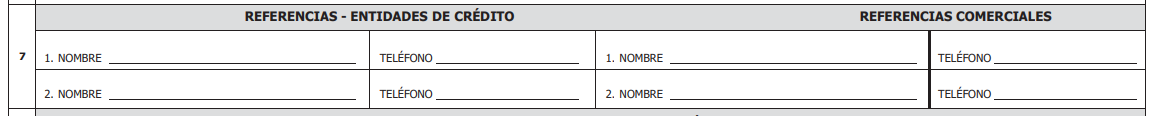 REFERENCIAS - ENTIDADES DE CRÉDITO REFERENCIAS COMERCIALES
7 1. NOMBRE TELÉFONO 1. NOMBRE TELÉFONO
2. NOMBRE TELÉFONO 2. NOMBRE TELÉFONO